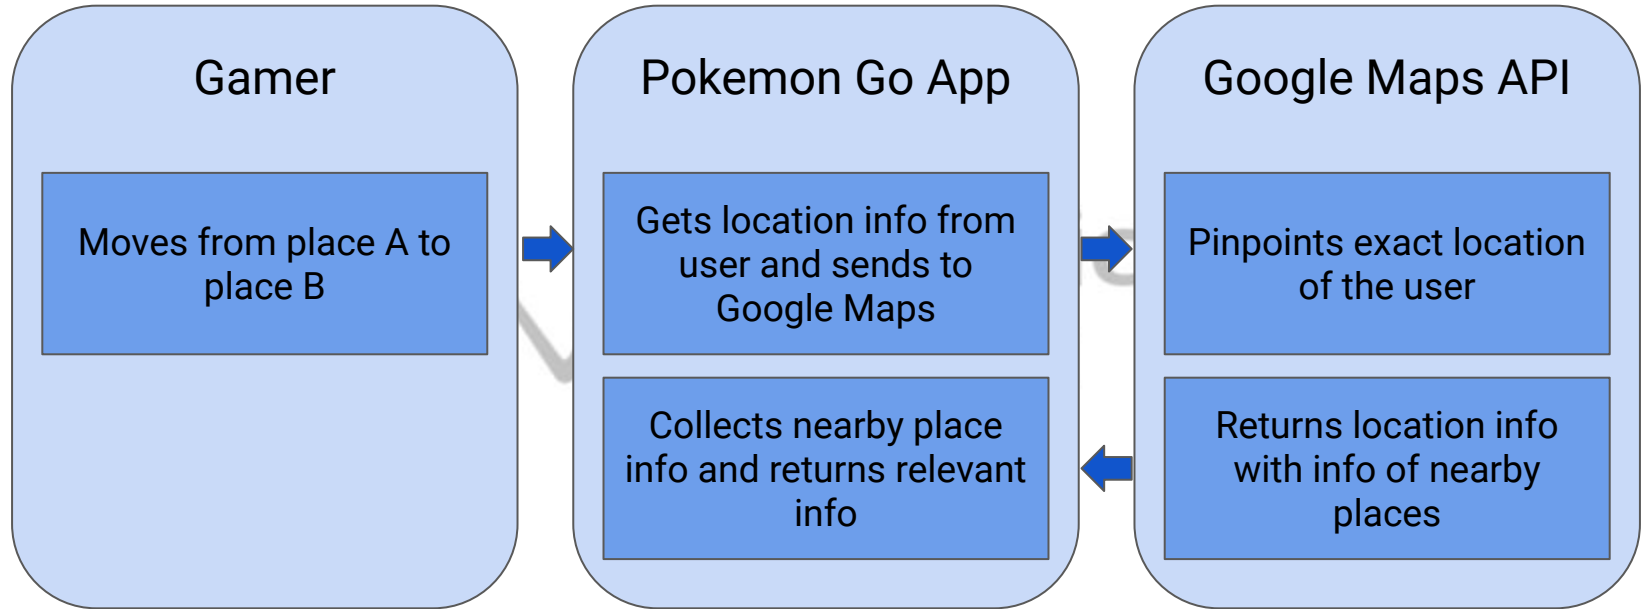 Gamer
Moves from place A to
place B
Pokemon Go App
Gets location info from
user and sends to
Google Maps
Collects nearby place
info and returns relevant
info
Google Maps API
Pinpoints exact location
of the user
Returns location info
with info of nearby
places